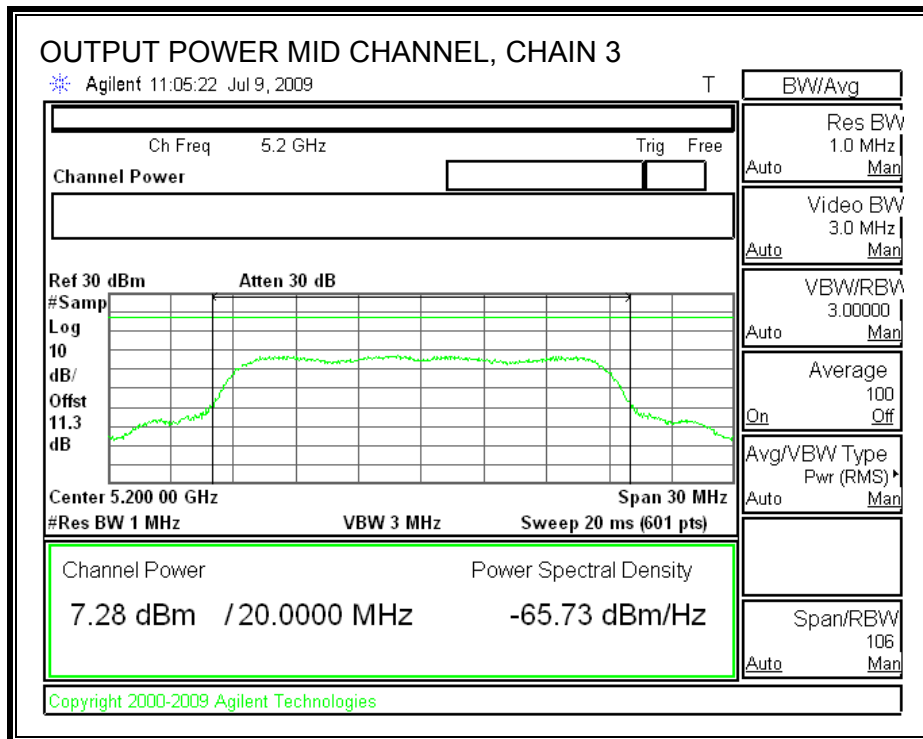 OUTPUT POWER MID CHANNEL, CHAIN 3
Agilent 11:05:22 Jul 9, 2009 T
Ch Freq 5.2 GHz Trig Free
Channel Power
Ref 30 dBm Atten 30 dB
#Samp
Log
10
dB/
Offst
11.3
dB
Center 5.200 00 GHz Span 30 MHz
#Res BW 1 MHz VBW 3 MHz Sweep 20 ms (601 pts)
Channel Power Power Spectral Density
7.28 dBm / 20.0000 MHz -65.73 dBm/Hz
Copyright 2000-2009 Agilent Technologies
BW/Avg
Res BW
1.0 MHz
Auto Man
Video BW
3.0 MHz
Auto Man
VBW/RBW
3.00000
Auto Man
Average
100
On Off
Avg/VBW Type
Pwr (RMS)
Auto Man
Span/RBW
106
Auto Man